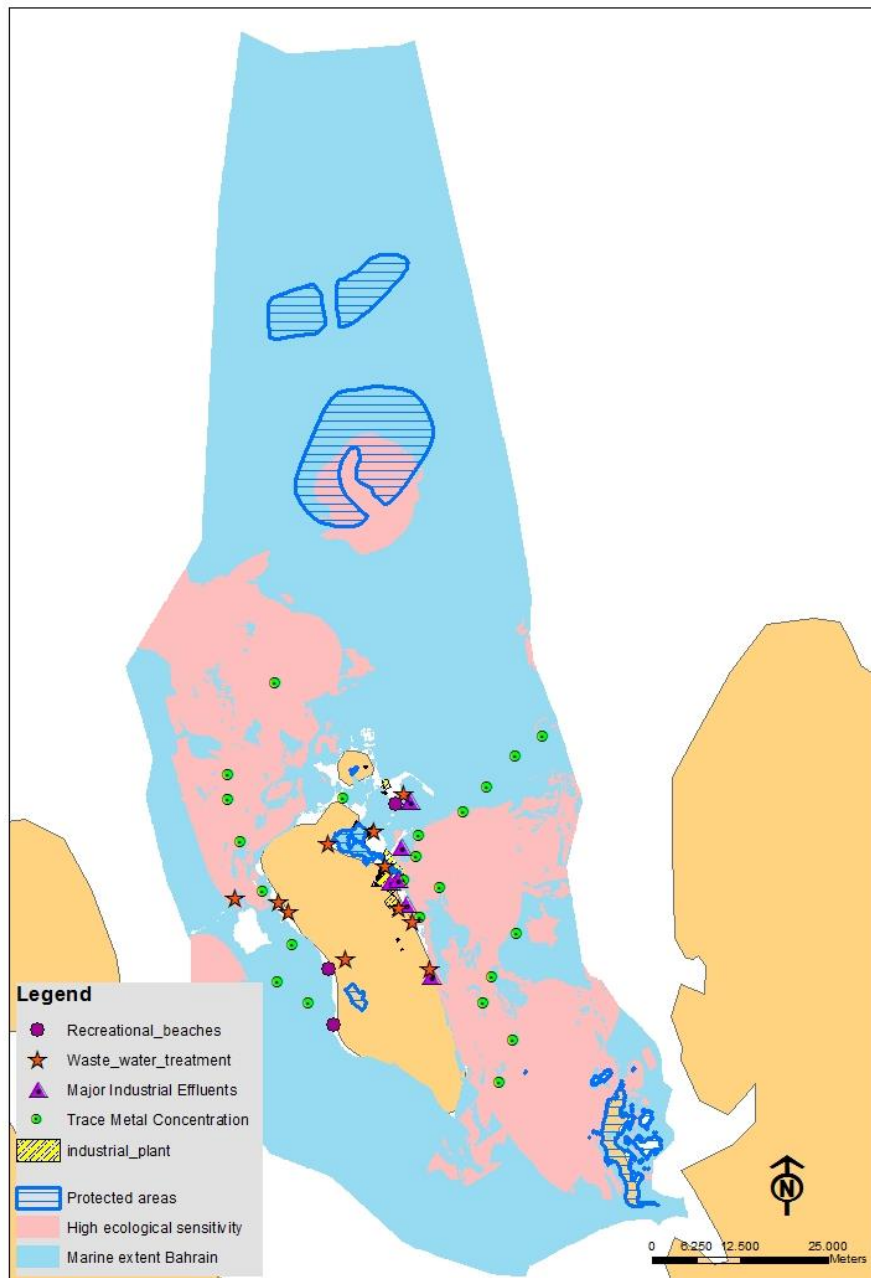 Legend
Recreational_beaches
Waste_water_treatment
Major Industrial Effluents
Trace Metal Concentration
industrial_plant
Protected areas
High ecological sensitivity
Marine extent Bahrain
N
0 6.250 12.500 25.000
Meters